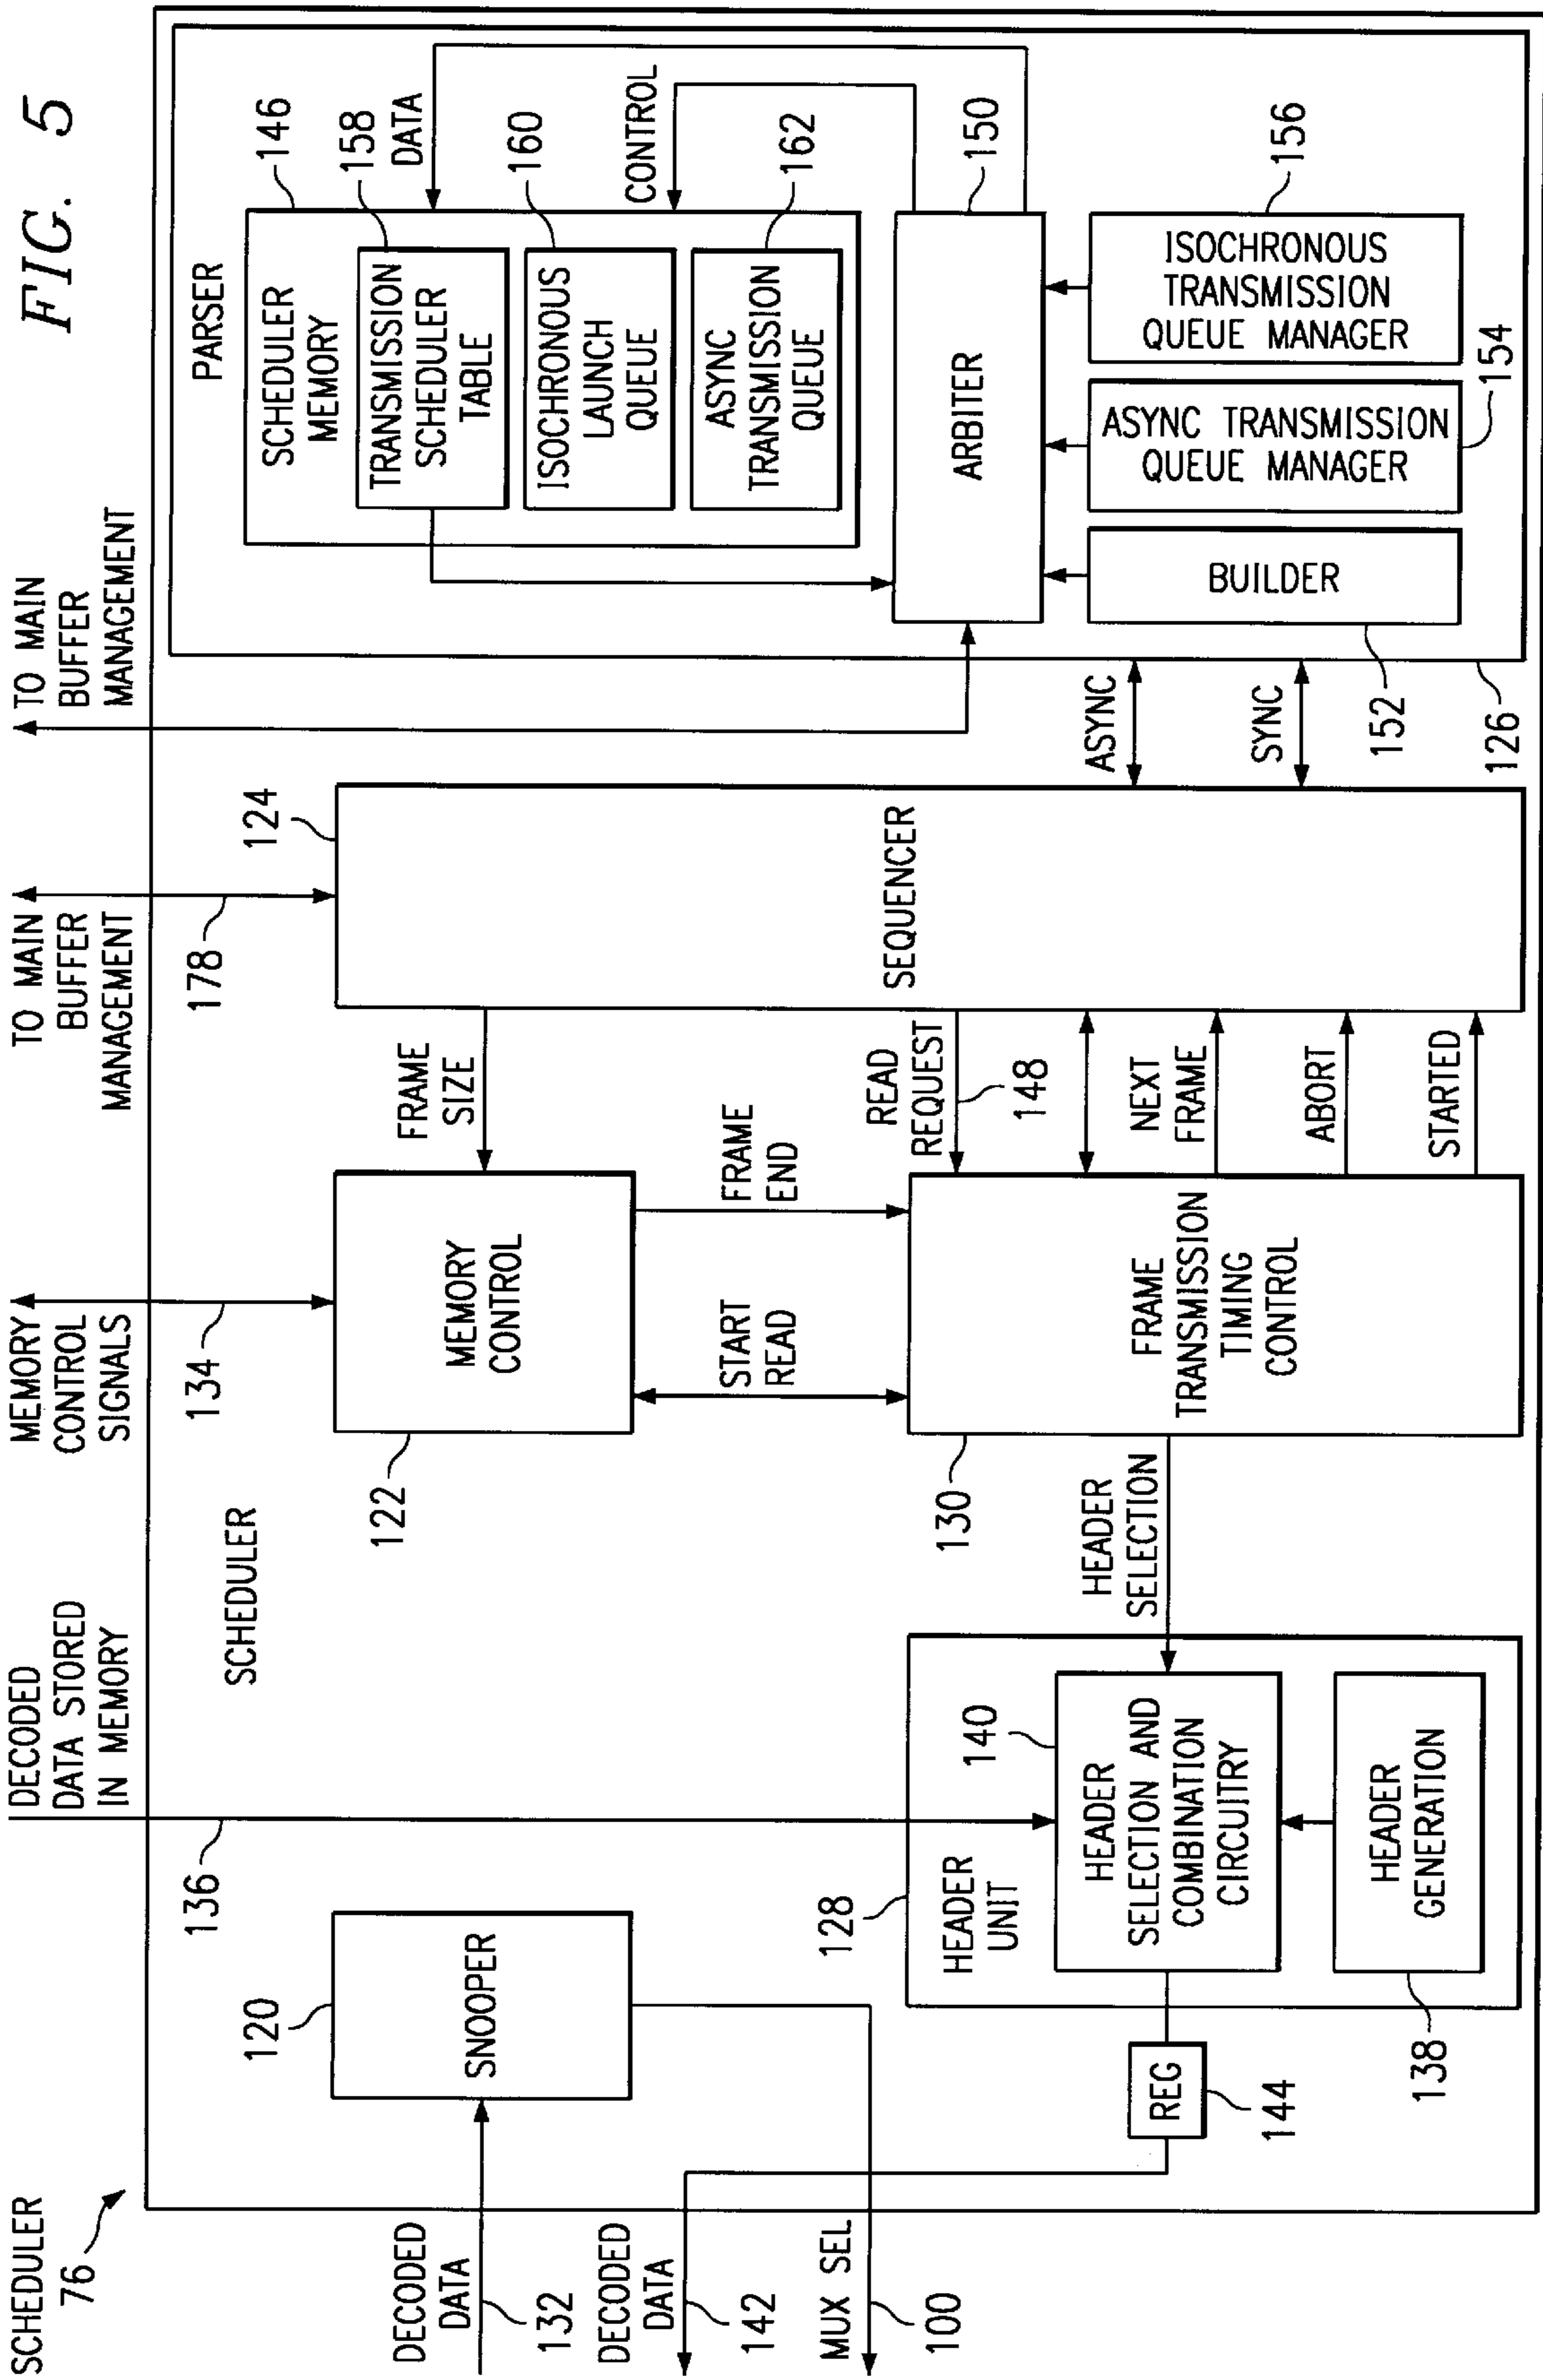 FIG. 5
SCHEDULER
76
DECODED
DATA STORED
IN MEMORY
136
MEMORY
CONTROL
SIGNALS
134
TO MAIN
BUFFER
MANAGEMENT
178
TO MAIN
BUFFER
MANAGEMENT
SCHEDULER
DECODED
DATA
132
DECODED
DATA
142
MUX SEL
100
120
SNOOPER
128
HEADER
UNIT
140
HEADER
SELECTION AND
COMBINATION
CIRCUITRY
HEADER
GENERATION
138
REG
144
HEADER
SELECTION
122
MEMORY
CONTROL
START
READ
FRAME
END
FRAME
SIZE
130
FRAME
TRANSMISSION
TIMING
CONTROL
READ
REQUEST
148
NEXT
FRAME
ABORT
STARTED
124
SEQUENCER
ASYNC
SYNC
126
PARSER
146
SCHEDULER
MEMORY
158
TRANSMISSION
SCHEDULER
TABLE
160
ISOCHRONOUS
LAUNCH
QUEUE
162
ASYNC
TRANSMISSION
QUEUE
DATA
CONTROL
150
ARBITER
152
BUILDER
154
ASYNC TRANSMISSION
QUEUE MANAGER
156
ISOCHRONOUS
TRANSMISSION
QUEUE MANAGER